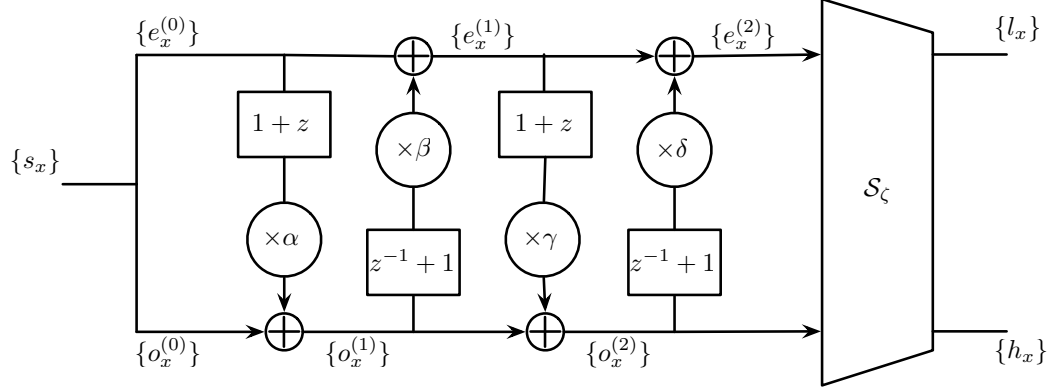 {e_x^{(0)}} {e_x^{(1)}} {e_x^{(2)}} {l_x}
1 + z ×β 1 + z ×δ
{s_x} S_ζ
×α z^{-1} + 1 ×γ z^{-1} + 1
{o_x^{(0)}} {o_x^{(1)}} {o_x^{(2)}} {h_x}